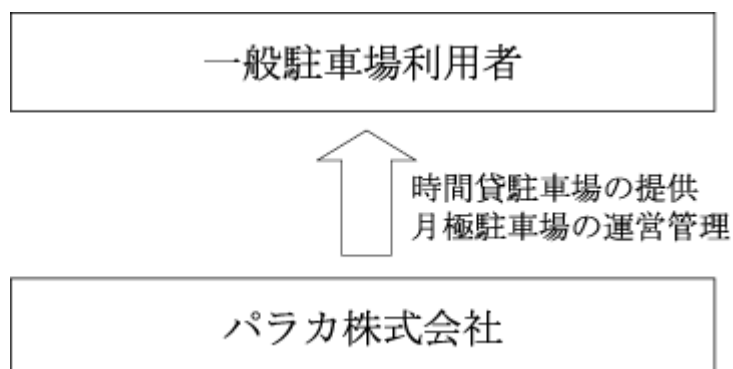 一般駐車場利用者
時間貸駐車場の提供
月極駐車場の運営管理
パラカ株式会社